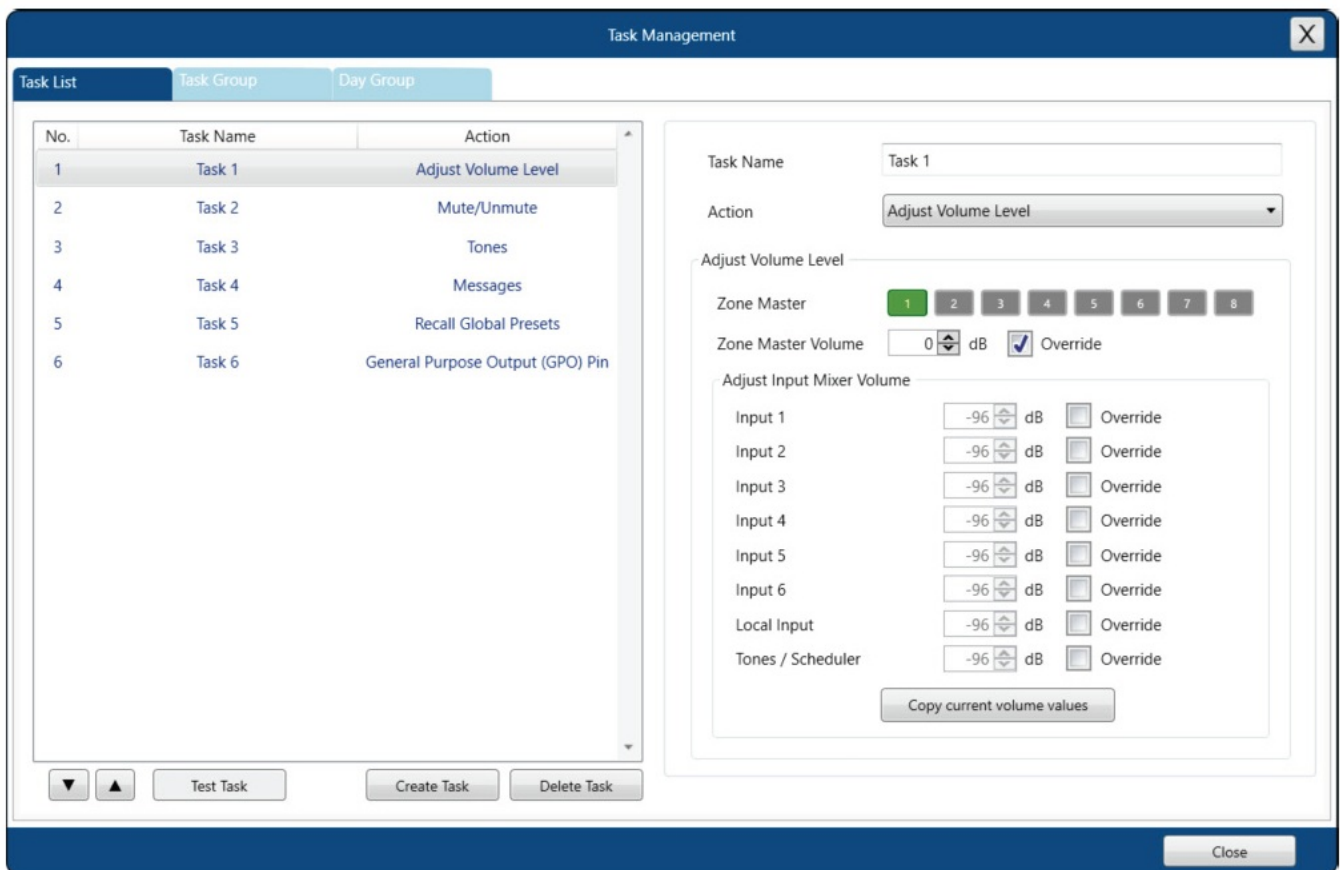 Task Management
X
Task List Task Group Day Group
No. Task Name Action
1 Task 1 Adjust Volume Level
2 Task 2 Mute/Unmute
3 Task 3 Tones
4 Task 4 Messages
5 Task 5 Recall Global Presets
6 Task 6 General Purpose Output (GPO) Pin
Test Task Create Task Delete Task
Task Name Task 1
Action Adjust Volume Level
Adjust Volume Level
Zone Master 1 2 3 4 5 6 7 8
Zone Master Volume 0 dB Override
Adjust Input Mixer Volume
Input 1 -96 dB Override
Input 2 -96 dB Override
Input 3 -96 dB Override
Input 4 -96 dB Override
Input 5 -96 dB Override
Input 6 -96 dB Override
Local Input -96 dB Override
Tones / Scheduler -96 dB Override
Copy current volume values
Close